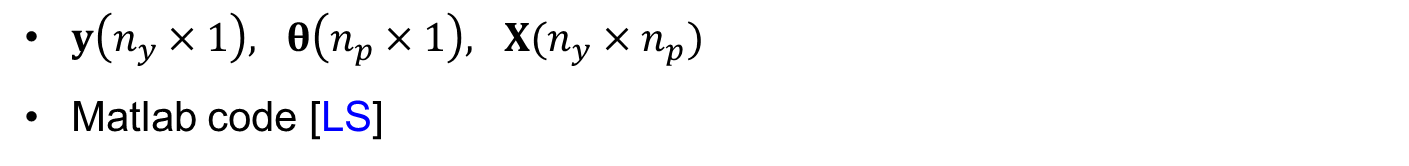 • 𝐲(𝑛_𝑦 × 1), 𝛉(𝑛_𝑝 × 1), 𝐗(𝑛_𝑦 × 𝑛_𝑝)
• Matlab code [LS]